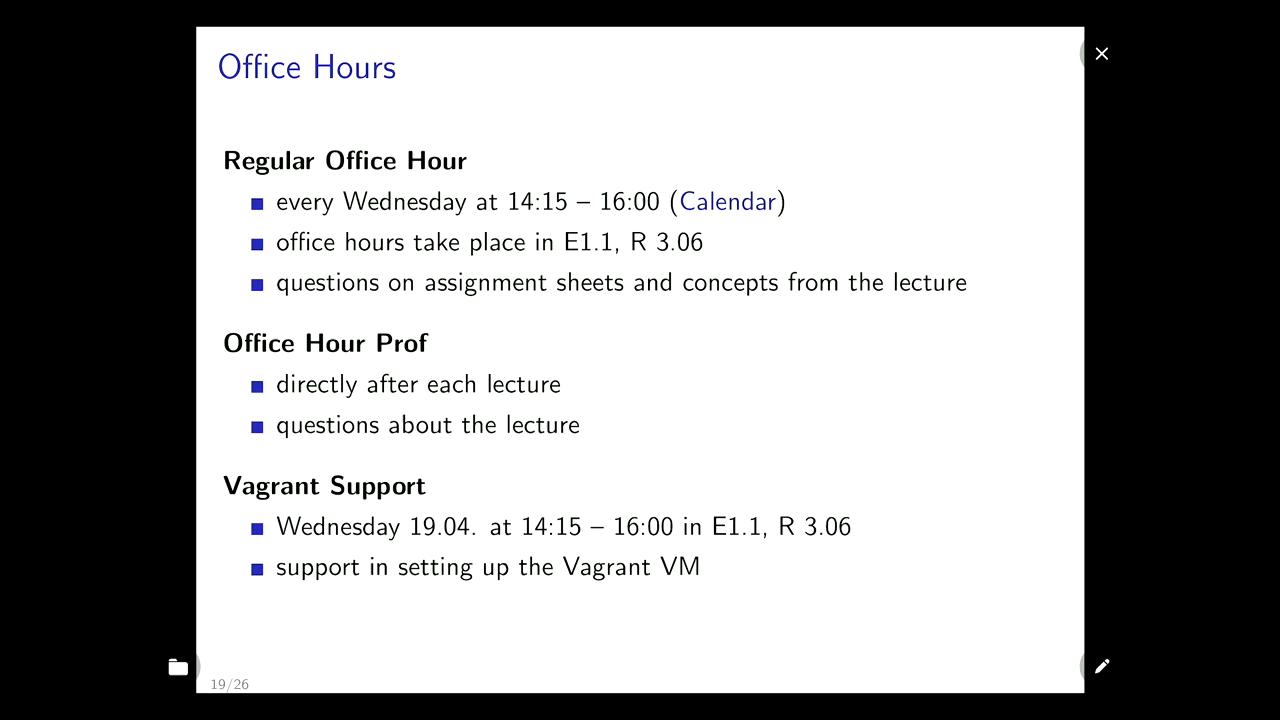 Office Hours
Regular Office Hour
every Wednesday at 14:15 – 16:00 (Calendar)
office hours take place in E1.1, R 3.06
questions on assignment sheets and concepts from the lecture
Office Hour Prof
directly after each lecture
questions about the lecture
Vagrant Support
Wednesday 19.04. at 14:15 – 16:00 in E1.1, R 3.06
support in setting up the Vagrant VM
19/26